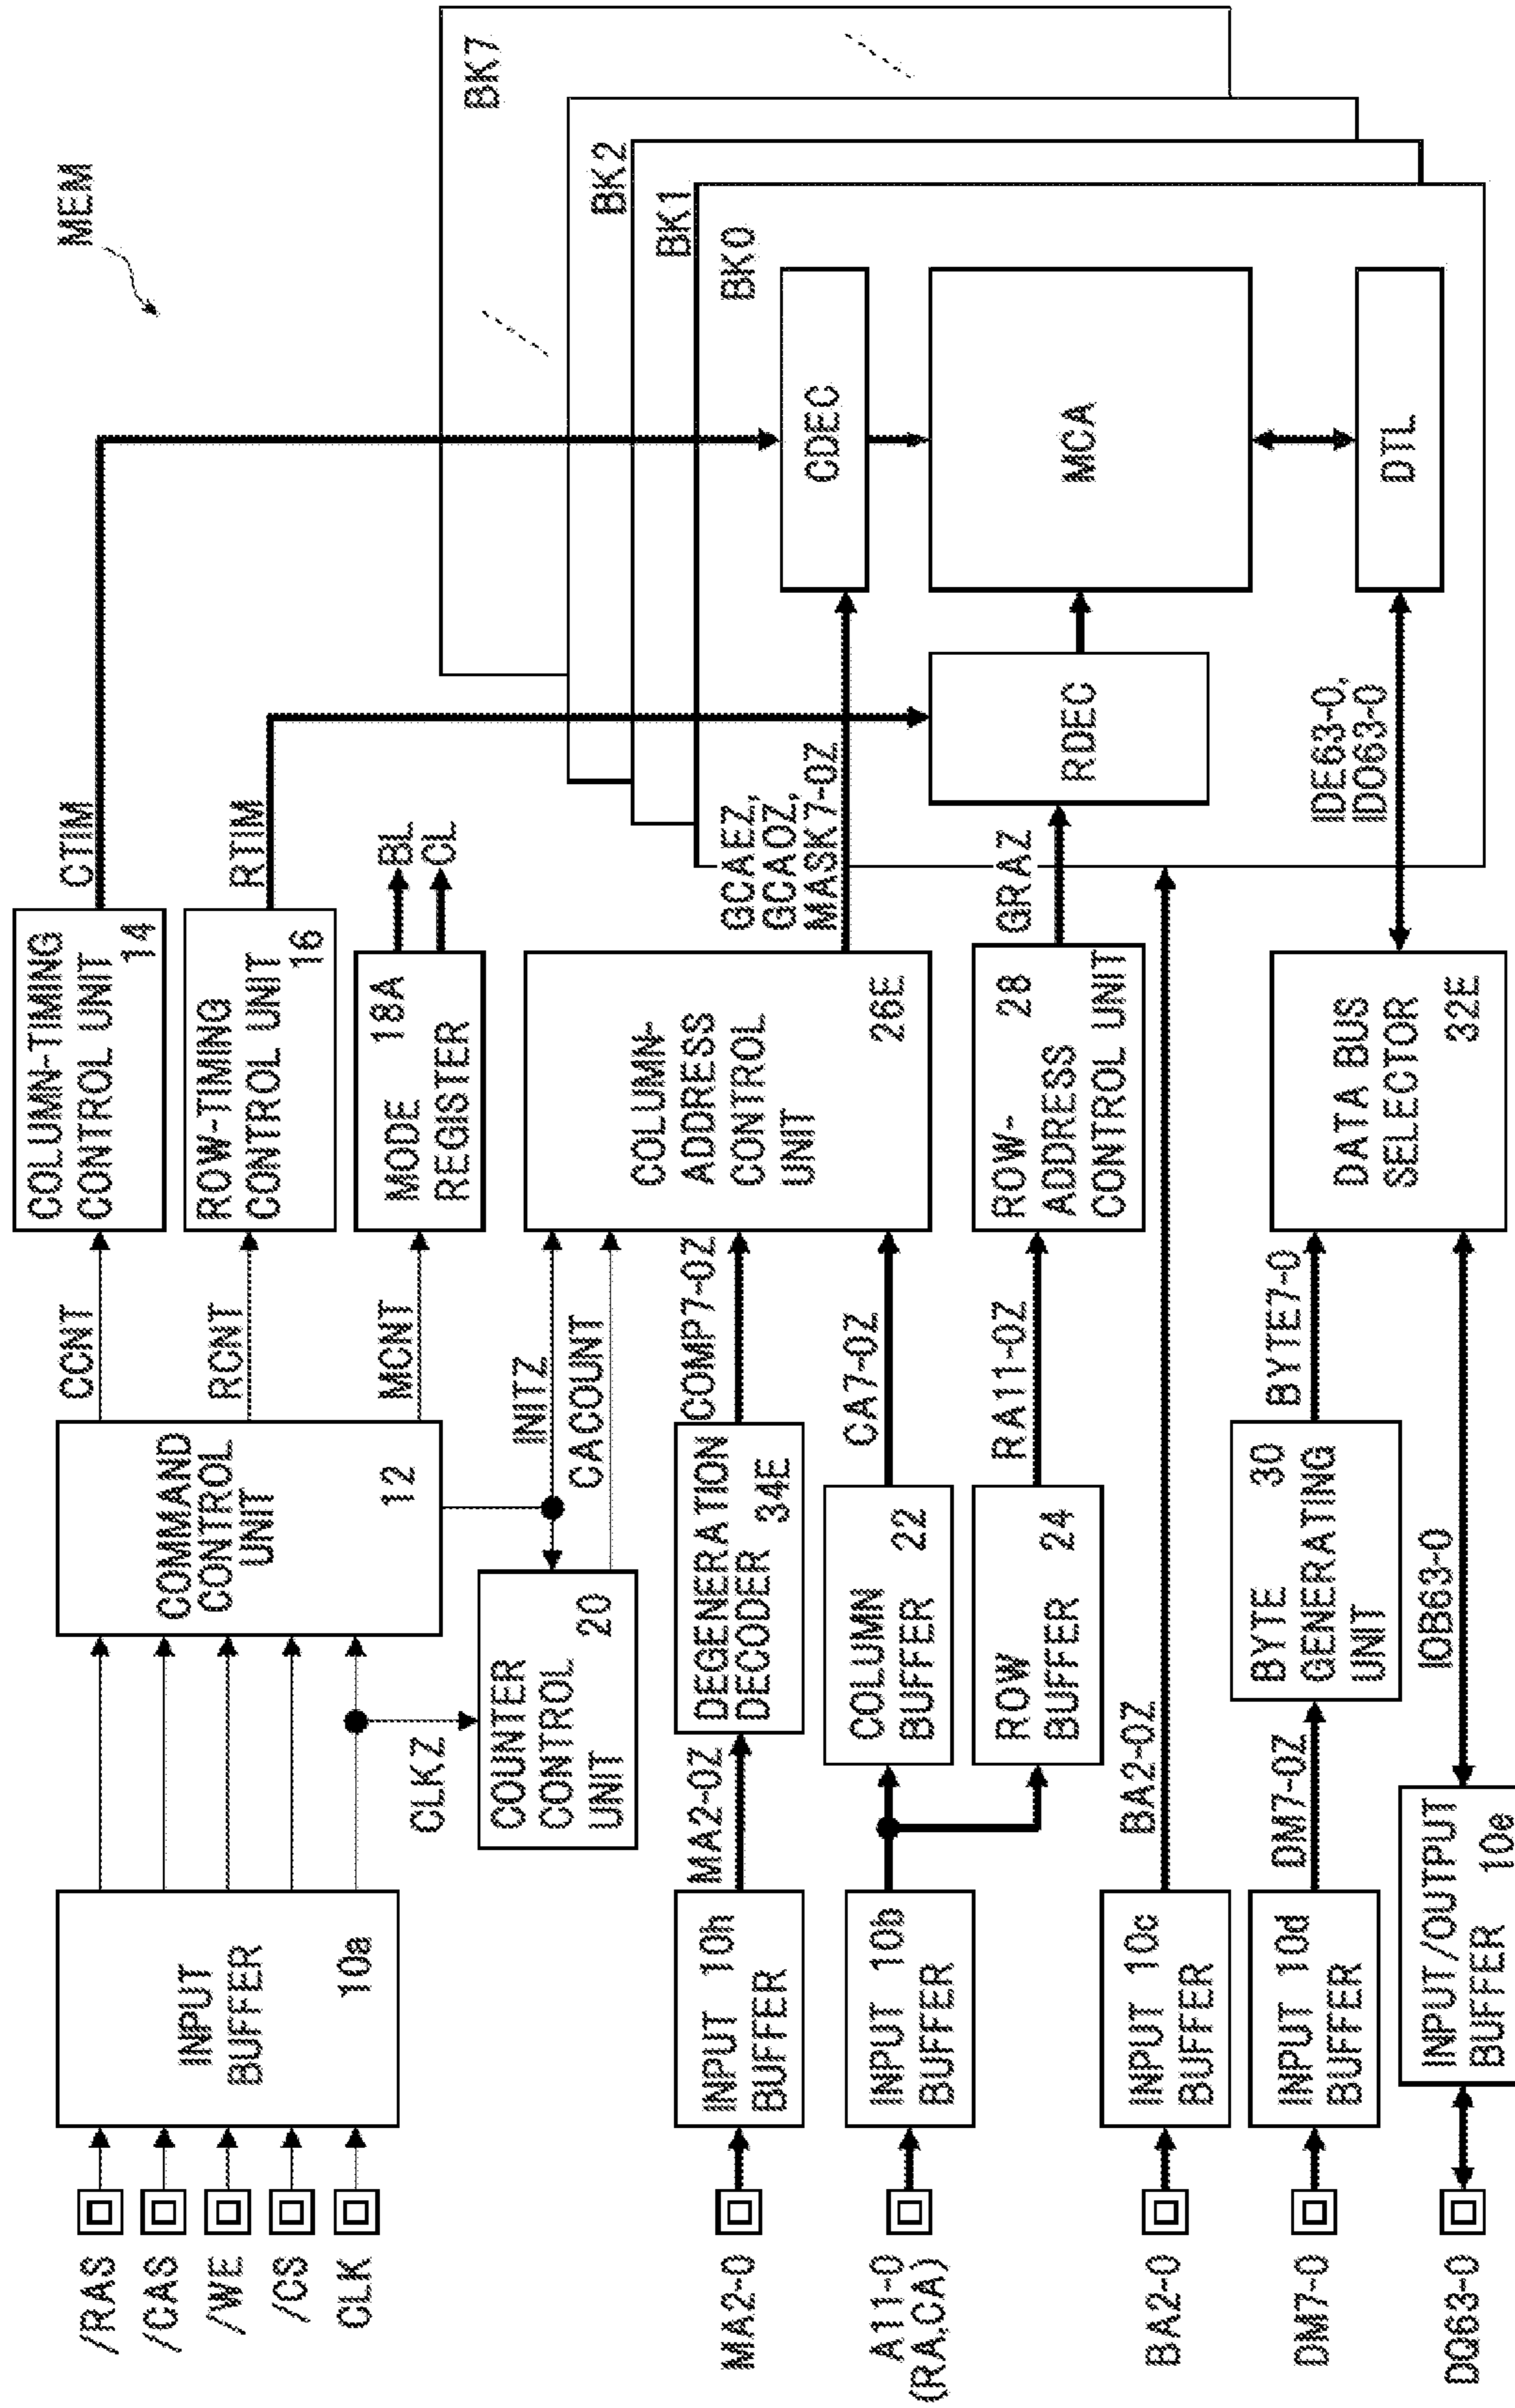 MEM
/RAS
/CAS
/WE
/CS
CLK
INPUT
BUFFER
10a
COMMAND
CONTROL
UNIT
12
CCNT
RCNT
MCNT
COLUMN-TIMING
CONTROL UNIT
14
CTIM
ROW-TIMING
CONTROL UNIT
16
RTIM
MODE 18A
REGISTER
BL
CL
CLKZ
COUNTER
CONTROL
UNIT
20
INITZ
CACOUNT
MA2-0
INPUT 10h
BUFFER
MA2-0Z
DEGENERATION
DECODER 34E
COMP7-0Z
COLUMN-
ADDRESS
CONTROL
UNIT
26E
GCAEZ,
GCAOZ,
MASK7-0Z
A11-0
(RA,CA)
INPUT 10b
BUFFER
COLUMN
BUFFER 22
CA7-0Z
ROW
BUFFER 24
RA11-0Z
ROW- 28
ADDRESS
CONTROL UNIT
GRAZ
BA2-0
INPUT 10c
BUFFER
BA2-0Z
DM7-0
INPUT 10d
BUFFER
DM7-0Z
BYTE 30
GENERATING
UNIT
BYTE7-0
DATA BUS
SELECTOR
32E
IDE63-0,
IDO63-0
DQ63-0
INPUT/OUTPUT
BUFFER 10e
IOB63-0
BK7
BK2
BK1
BK0
CDEC
RDEC
MCA
DTL